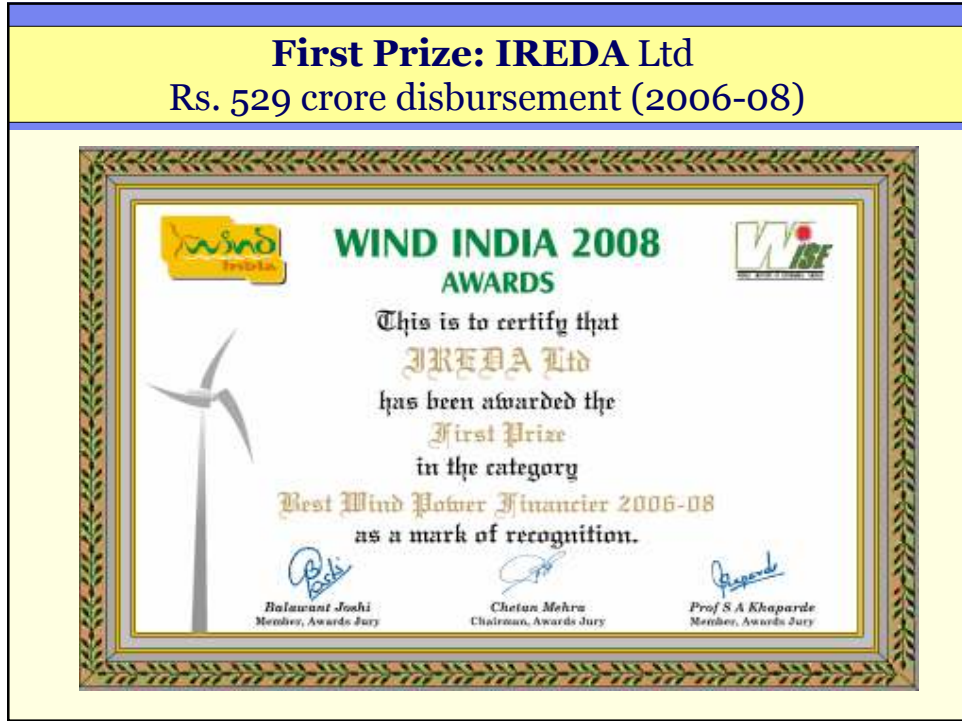 First Prize: IREDA Ltd
Rs. 529 crore disbursement (2006-08)
wind
India
WIND INDIA 2008
AWARDS
WISE
This is to certify that
IREDA Ltd
has been awarded the
First Prize
in the category
Best Wind Power Financier 2006-08
as a mark of recognition.
Balawant Joshi
Member, Awards Jury
Chetan Mehra
Chairman, Awards Jury
Prof S A Khaparde
Member, Awards Jury